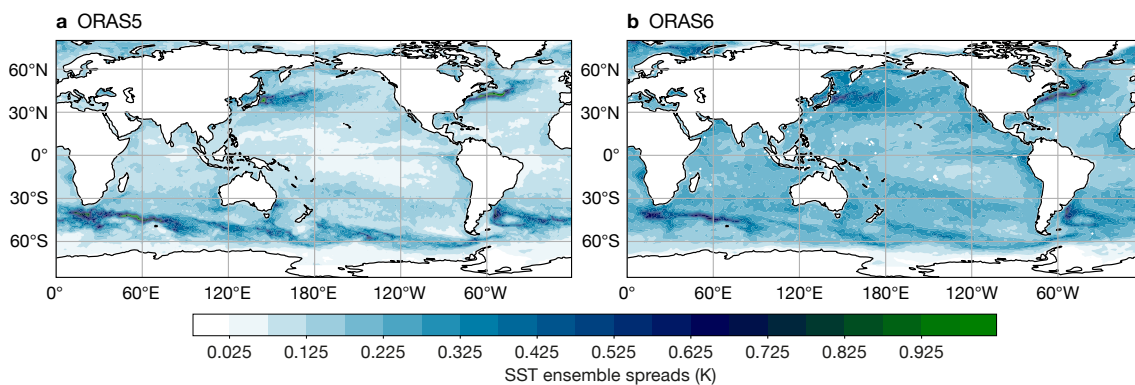 a ORAS5
b ORAS6
60°N
30°N
0°
30°S
60°S
0° 60°E 120°E 180°E 120°W 60°W
60°N
30°N
0°
30°S
60°S
0° 60°E 120°E 180°E 120°W 60°W
0.025 0.125 0.225 0.325 0.425 0.525 0.625 0.725 0.825 0.925
SST ensemble spreads (K)